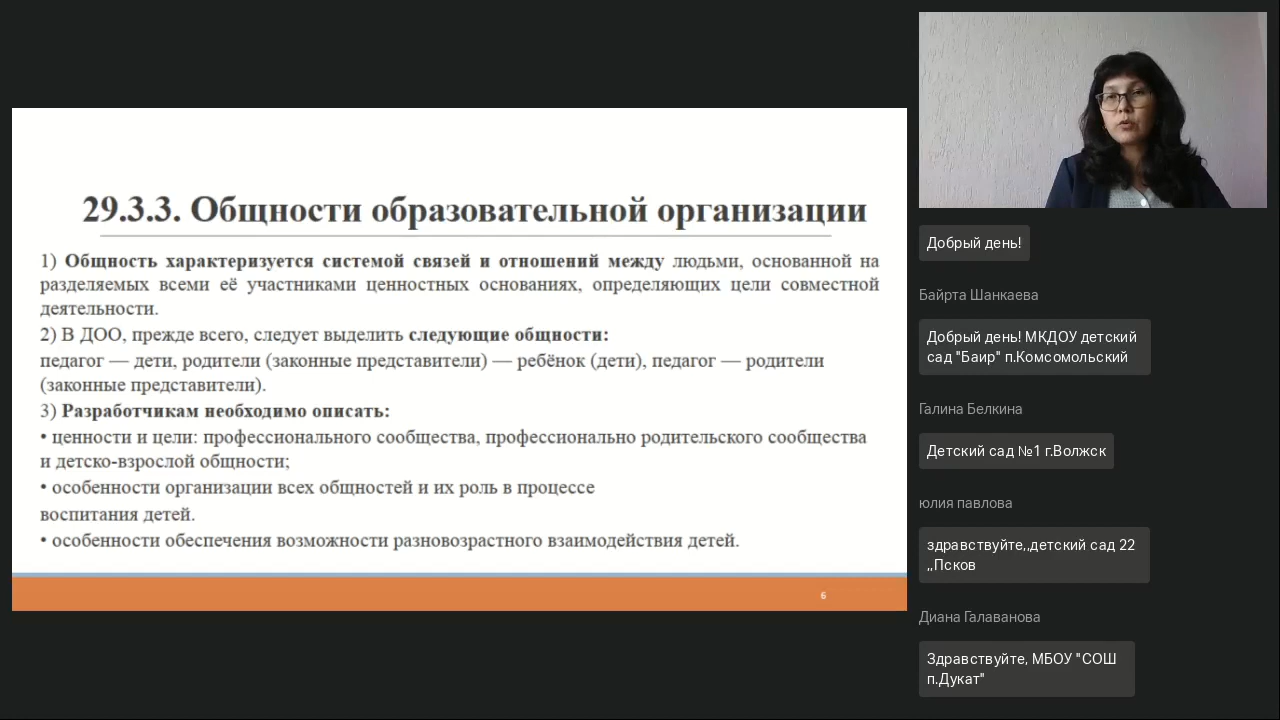 29.3.3. Общности образовательной организации
1) Общность характеризуется системой связей и отношений между людьми, основанной на
разделяемых всеми её участниками ценностных основаниях, определяющих цели совместной
деятельности.
2) В ДОО, прежде всего, следует выделить следующие общности:
педагог — дети, родители (законные представители) — ребёнок (дети), педагог — родители
(законные представители).
3) Разработчикам необходимо описать:
• ценности и цели: профессионального сообщества, профессионально родительского сообщества
и детско-взрослой общности;
• особенности организации всех общностей и их роль в процессе
воспитания детей.
• особенности обеспечения возможности разновозрастного взаимодействия детей.
6
Добрый день!
Байрта Шанкаева
Добрый день! МКДОУ детский
сад "Баир" п.Комсомольский
Галина Белкина
Детский сад №1 г.Волжск
юлия павлова
здравствуйте,,детский сад 22
,,Псков
Диана Галаванова
Здравствуйте, МБОУ "СОШ
п.Дукат"